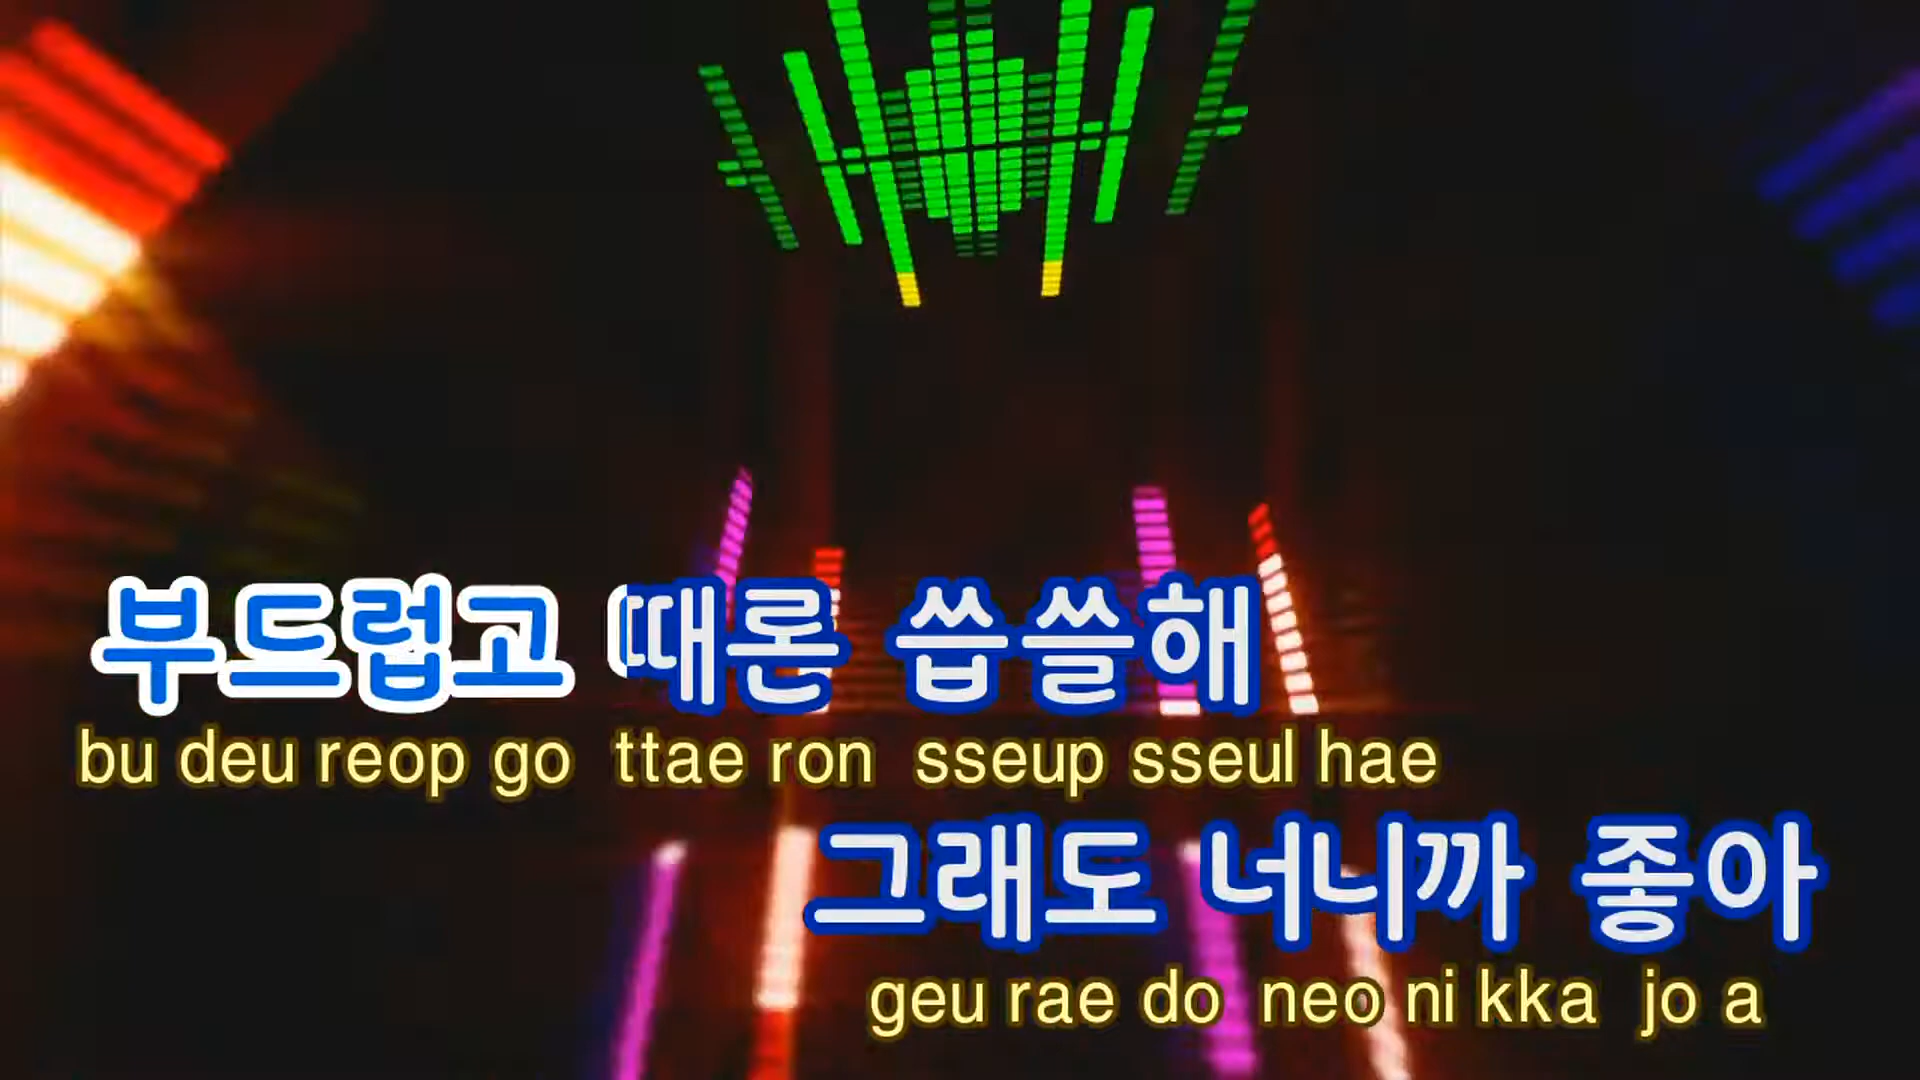 부드럽고 때론 씁쓸해
bu deu reop go ttae ron sseup sseul hae
그래도 너니까 좋아
geu rae do neo ni kka jo a